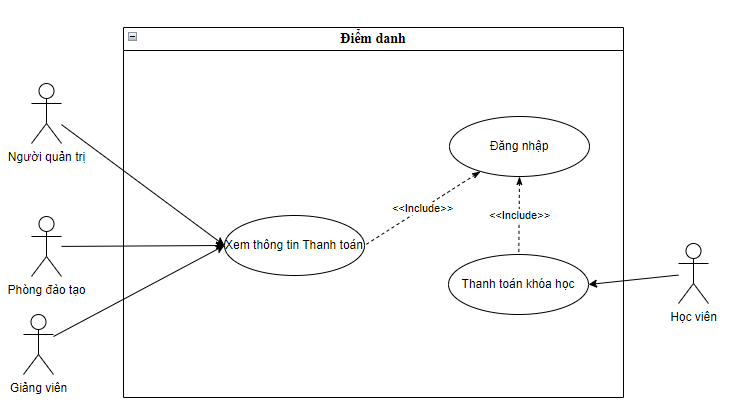 Điểm danh
Người quản trị
Đăng nhập
<<Include>>
<<Include>>
Xem thông tin Thanh toán
Phòng đảo tạo
Thanh toán khóa học
Học viên
Giảng viên